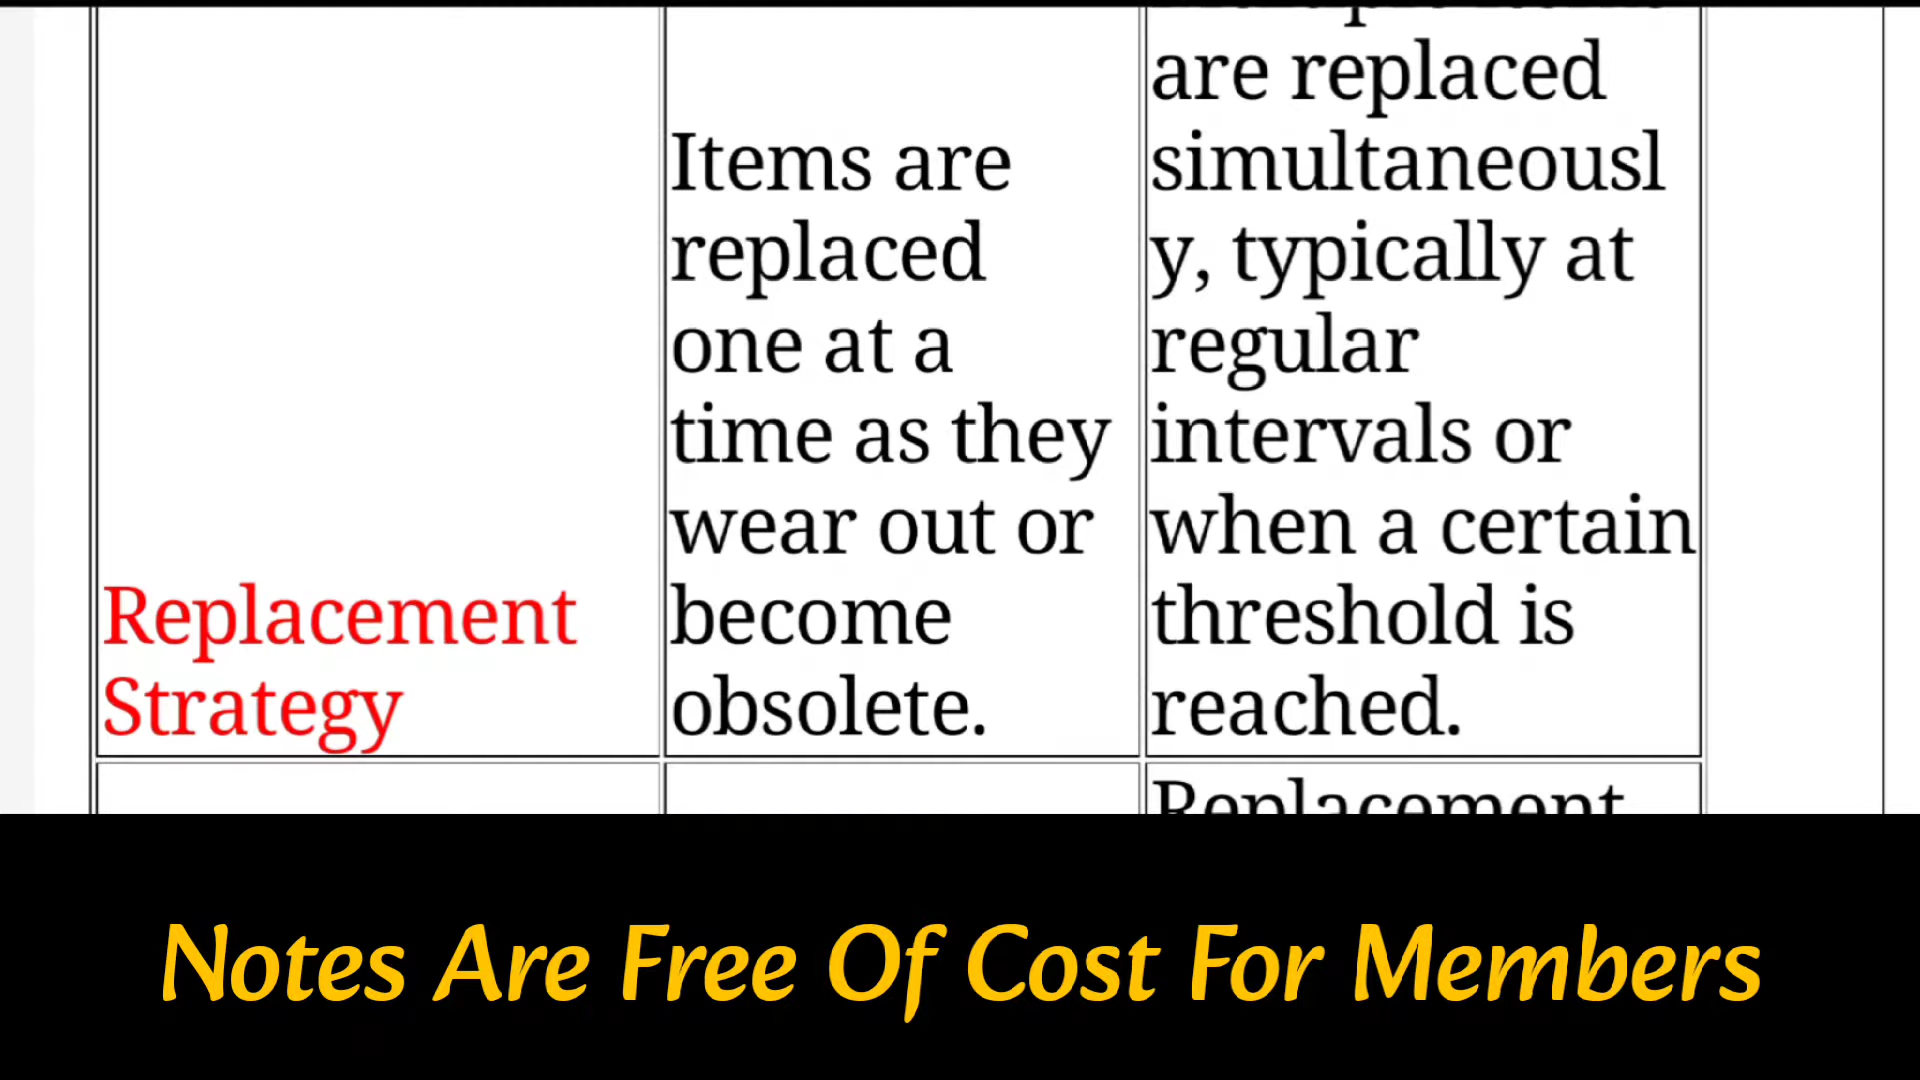 Replacement
Strategy
Items are
replaced
one at a
time as they
wear out or
become
obsolete.
are replaced
simultaneousl
y, typically at
regular
intervals or
when a certain
threshold is
reached.
Replacement
Notes Are Free Of Cost For Members